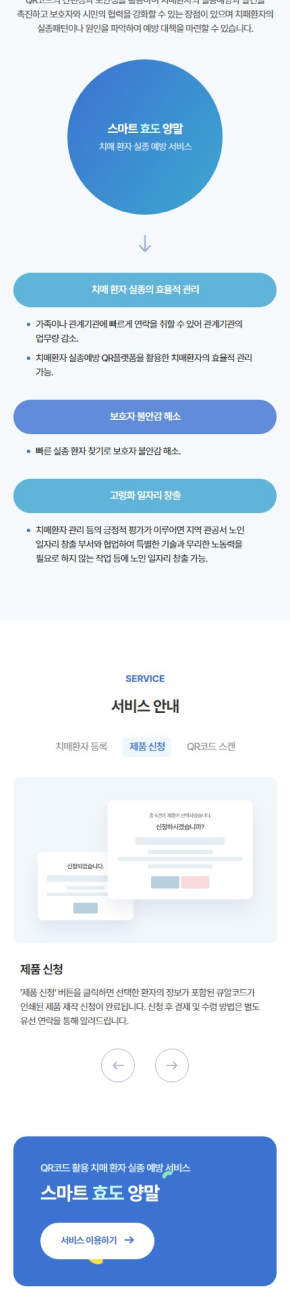 QR코드의 간편성과 보안성을 활용하여 치매환자의 실종예방과 발견을
촉진하고 보호자와 시민의 협력을 강화할 수 있는 장점이 있으며 치매환자의
실종패턴이나 원인을 파악하여 예방 대책을 마련할 수 있습니다.
스마트 효도 양말
치매 환자 실종 예방 서비스
치매 환자 실종의 효율적 관리
가족이나 관계기관에 빠르게 연락을 취할 수 있어 관계기관의
업무량 감소.
치매환자 실종예방 QR플랫폼을 활용한 치매환자의 효율적 관리
가능.
보호자 불안감 해소
빠른 실종 환자 찾기로 보호자 불안감 해소.
고령화 일자리 창출
치매환자 관리 등의 긍정적 평가가 이루어면 지역 관공서 노인
일자리 창출 부서와 협업하여 특별한 기술과 무리한 노동력을
필요로 하지 않는 작업 등에 노인 일자리 창출 가능.
SERVICE
서비스 안내
치매환자 등록 제품 신청 QR코드 스캔
총 6건의 제품이 선택되었습니다.
신청하시겠습니까?
신청되었습니다.
제품 신청
'제품 신청' 버튼을 클릭하면 선택한 환자의 정보가 포함된 큐알코드가
인쇄된 제품 제작 신청이 완료됩니다. 신청 후 결제 및 수령 방법은 별도
유선 연락을 통해 알려드립니다.
QR코드 활용 치매 환자 실종 예방 서비스
스마트 효도 양말
서비스 이용하기